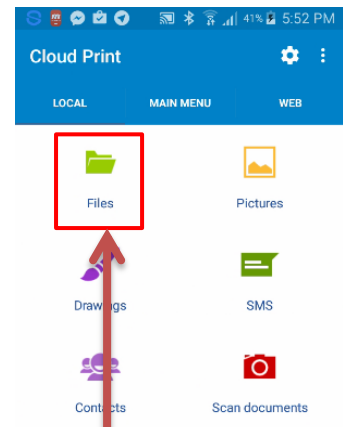 41% 5:52 PM
Cloud Print
LOCAL MAIN MENU WEB
Files Pictures
Drawings SMS
Contacts Scan documents